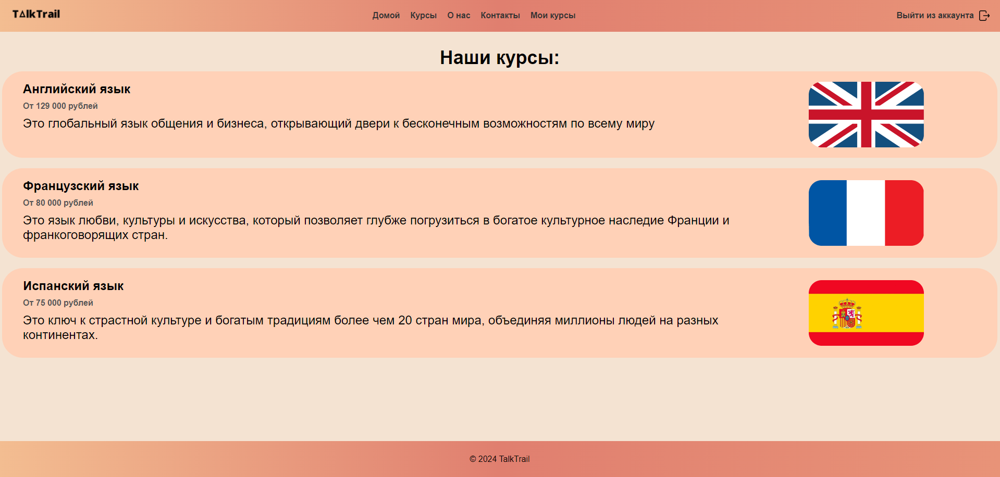 TalkTrail
Домой Курсы О нас Контакты Мои курсы
Выйти из аккаунта
Наши курсы:
Английский язык
От 129 000 рублей
Это глобальный язык общения и бизнеса, открывающий двери к бесконечным возможностям по всему миру
Французский язык
От 80 000 рублей
Это язык любви, культуры и искусства, который позволяет глубже погрузиться в богатое культурное наследие Франции и
франкоговорящих стран.
Испанский язык
От 75 000 рублей
Это ключ к страстной культуре и богатым традициям более чем 20 стран мира, объединяя миллионы людей на разных
континентах.
© 2024 TalkTrail